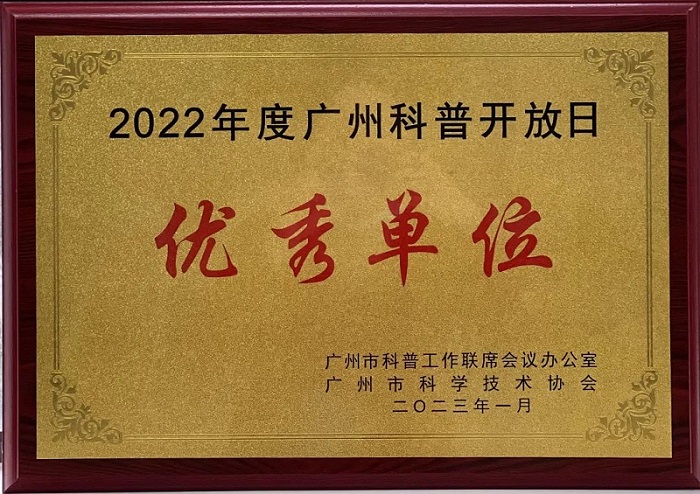 2022年度广州科普开放日
优秀单位
广州市科普工作联席会议办公室
广州市科学技术协会
二〇二三年一月